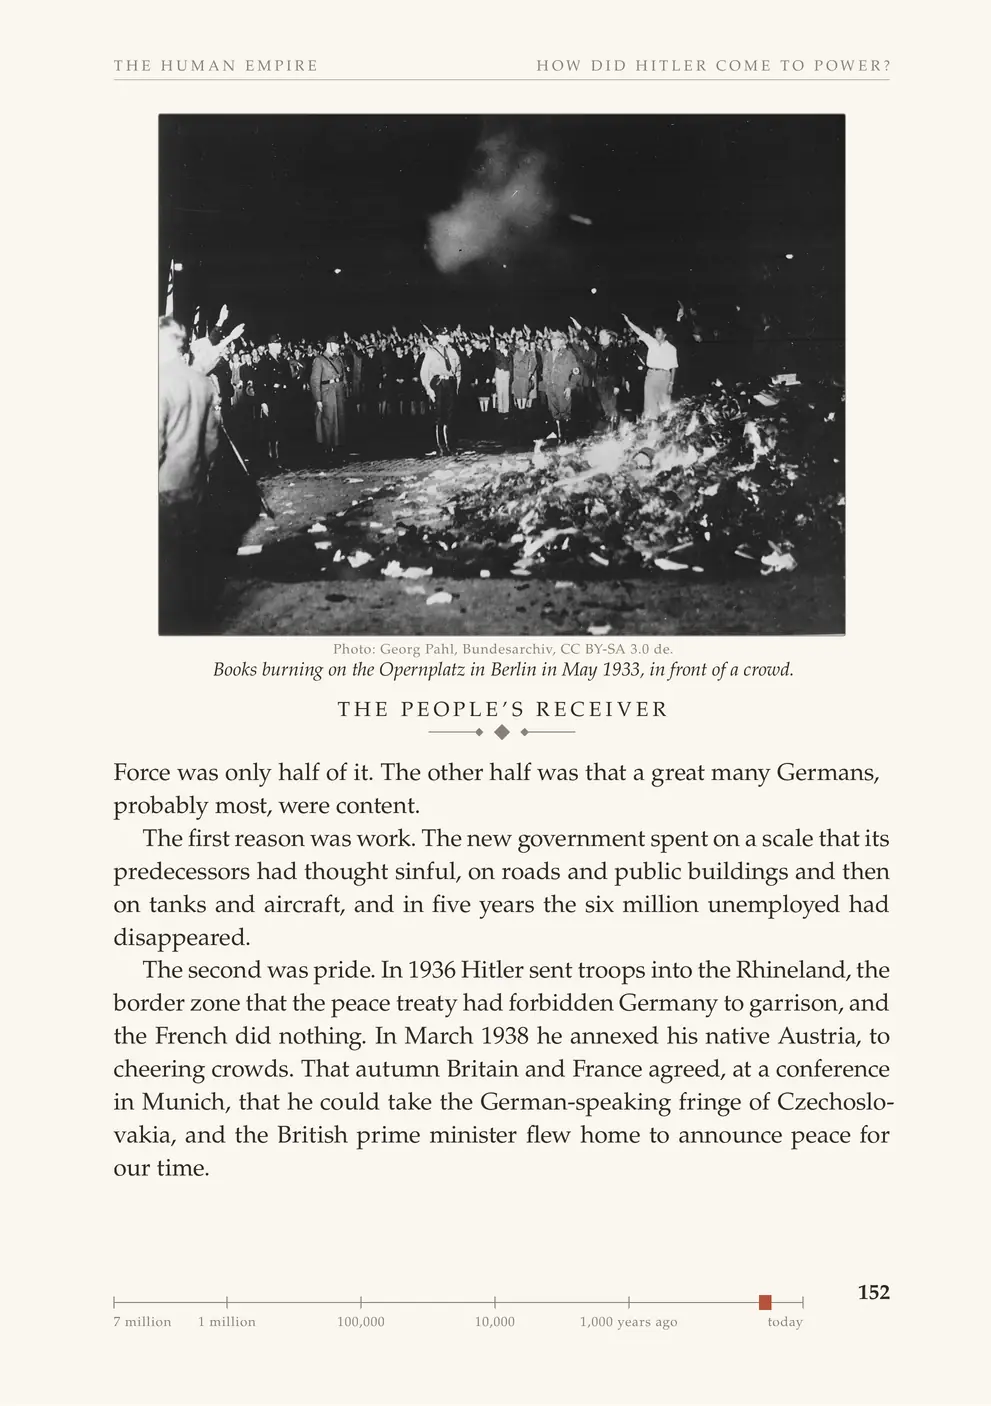 THE HUMAN EMPIRE
HOW DID HITLER COME TO POWER?
Photo: Georg Pahl, Bundesarchiv, CC BY-SA 3.0 de.
Books burning on the Opernplatz in Berlin in May 1933, in front of a crowd.
THE PEOPLE’S RECEIVER
Force was only half of it. The other half was that a great many Germans,
probably most, were content.
The first reason was work. The new government spent on a scale that its
predecessors had thought sinful, on roads and public buildings and then
on tanks and aircraft, and in five years the six million unemployed had
disappeared.
The second was pride. In 1936 Hitler sent troops into the Rhineland, the
border zone that the peace treaty had forbidden Germany to garrison, and
the French did nothing. In March 1938 he annexed his native Austria, to
cheering crowds. That autumn Britain and France agreed, at a conference
in Munich, that he could take the German-speaking fringe of Czechoslo-
vakia, and the British prime minister flew home to announce peace for
our time.
152
7 million
1 million
100,000
10,000
1,000 years ago
today